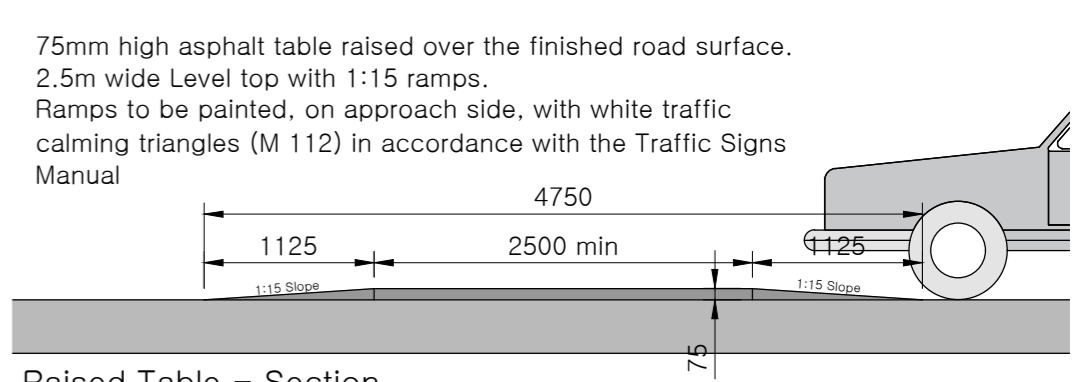 75mm high asphalt table raised over the finished road surface.
2.5m wide Level top with 1:15 ramps.
Ramps to be painted, on approach side, with white traffic
calming triangles (M 112) in accordance with the Traffic Signs
Manual
4750
1125
2500 min
1125
1:15 Slope
1:15 Slope
75
Raised Table - Section